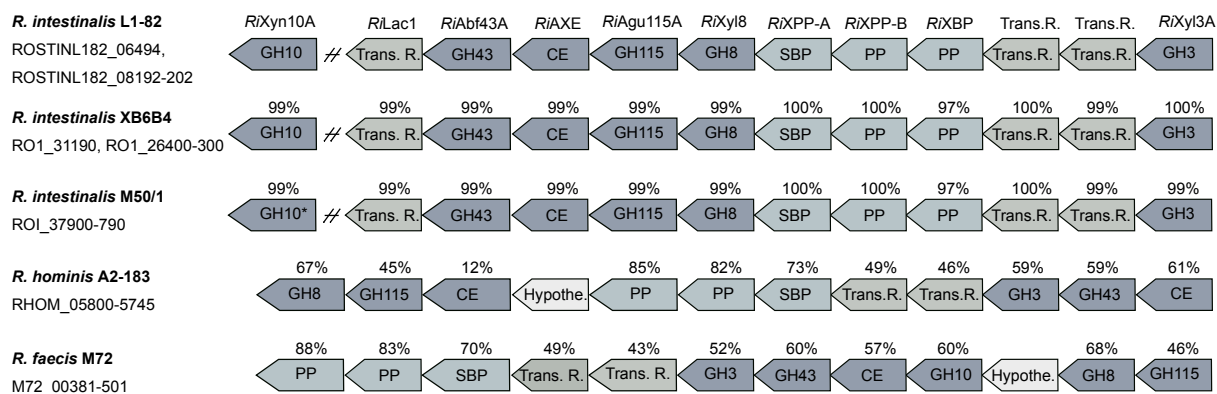 R. intestinalis L1-82
RiXyn10A RiLac1 RiAbf43A RiAXE RiAgu115A RiXyl8 RiXPP-A RiXPP-B RiXBP Trans.R. Trans.R. RiXyl3A
ROSTINL182_06494,
ROSTINL182_08192-202
GH10 Trans. R. GH43 CE GH115 GH8 SBP PP PP Trans.R. Trans.R. GH3
99% 99% 99% 99% 99% 99% 100% 100% 97% 100% 99% 100%
R. intestinalis XB6B4
RO1_31190, RO1_26400-300
GH10 Trans. R. GH43 CE GH115 GH8 SBP PP PP Trans.R. Trans.R. GH3
99% 99% 99% 99% 99% 99% 100% 100% 97% 100% 99% 99%
R. intestinalis M50/1
ROI_37900-790
GH10* Trans. R. GH43 CE GH115 GH8 SBP PP PP Trans.R. Trans.R. GH3
67% 45% 12% 85% 82% 73% 49% 46% 59% 59% 61%
R. hominis A2-183
RHOM_05800-5745
GH8 GH115 CE Hypothe. PP PP SBP Trans.R. Trans.R. GH3 GH43 CE
88% 83% 70% 49% 43% 52% 60% 57% 60% 68% 46%
R. faecis M72
M72_00381-501
PP PP SBP Trans. R. Trans. R. GH3 GH43 CE GH10 Hypothe. GH8 GH115